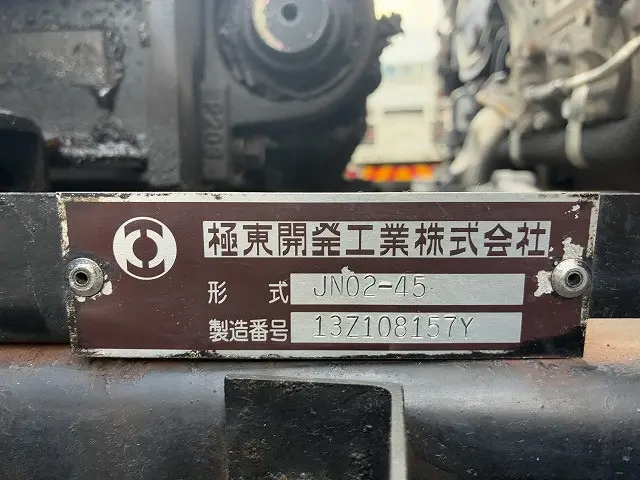 極東開発工業株式会社
形 式 JN02-45
製造番号 13Z108157Y